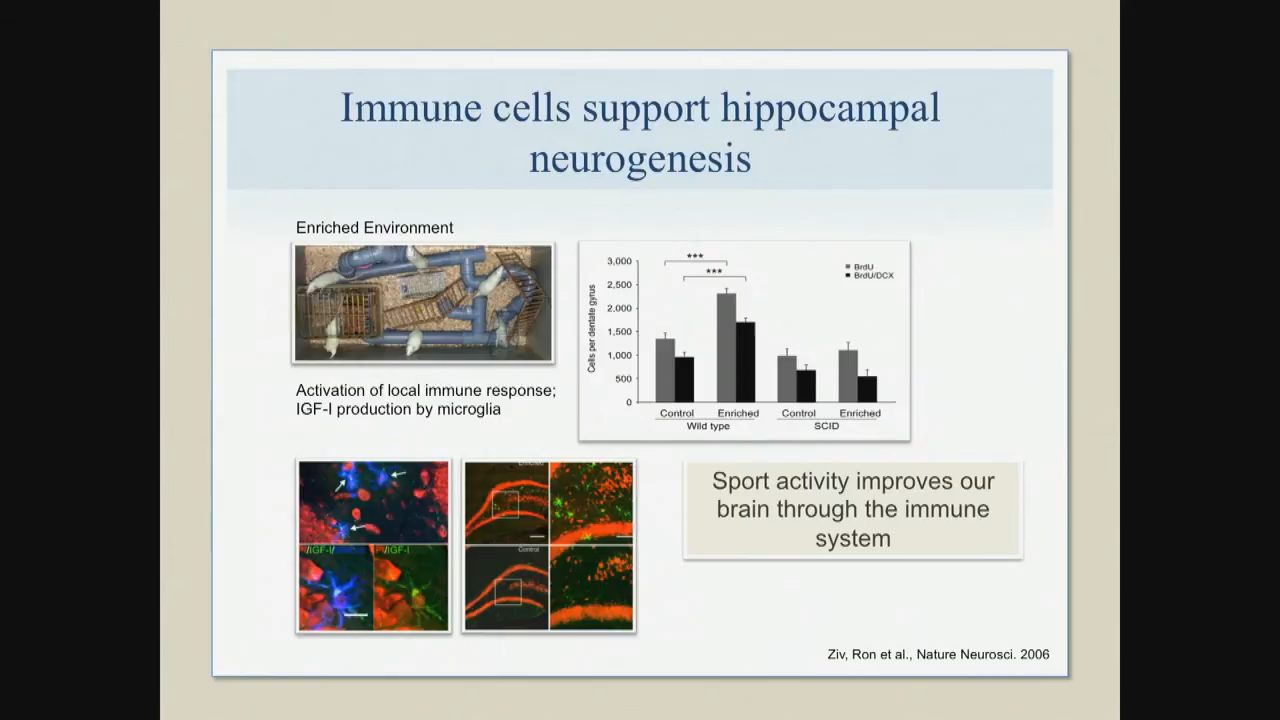 Immune cells support hippocampal
neurogenesis
Enriched Environment
Activation of local immune response;
IGF-I production by microglia
Cells per dentate gyrus
3,000
2,500
2,000
1,500
1,000
500
0
***
***
BrdU
BrdU/DCX
Control
Enriched
Control
Enriched
Wild type
SCID
/IGF-I/
/IGF-I
Enriched
Control
Sport activity improves our
brain through the immune
system
Ziv, Ron et al., Nature Neurosci. 2006